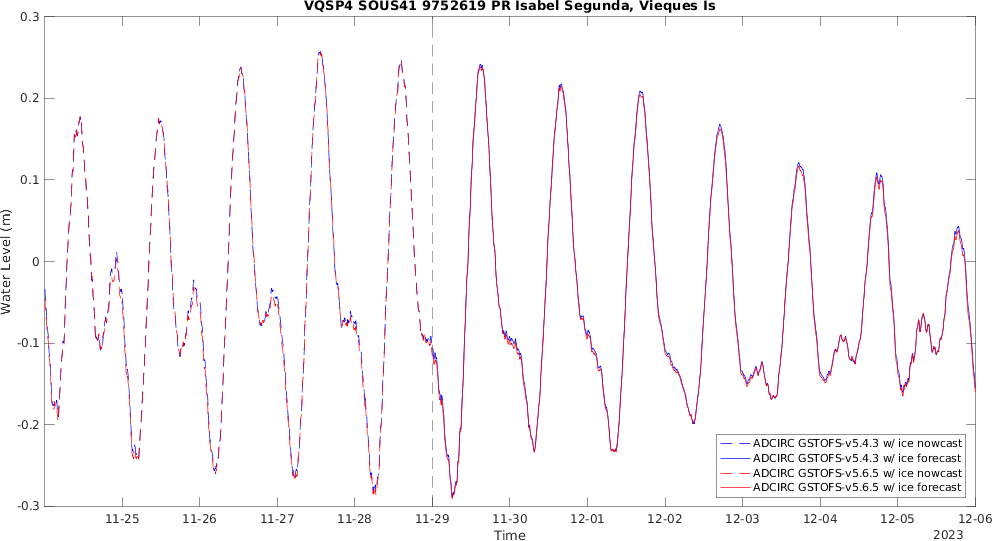 VQSP4 SOUS41 9752619 PR Isabel Segunda, Vieques Is
0.3
0.2
0.1
0
-0.1
-0.2
-0.3
Water Level (m)
11-25 11-26 11-27 11-28 11-29 11-30 12-01 12-02 12-03 12-04 12-05 12-06
2023
Time
ADCIRC GSTOFS-v5.4.3 w/ ice nowcast
ADCIRC GSTOFS-v5.4.3 w/ ice forecast
ADCIRC GSTOFS-v5.6.5 w/ ice nowcast
ADCIRC GSTOFS-v5.6.5 w/ ice forecast